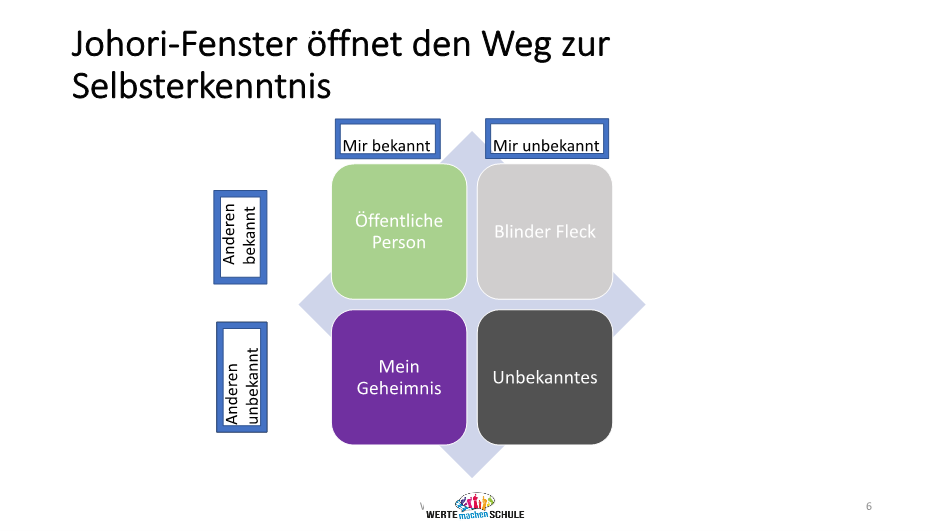 Johori-Fenster öffnet den Weg zur
Selbsterkenntnis
Mir bekannt
Mir unbekannt
Anderen
bekannt
Öffentliche
Person
Blinder Fleck
Anderen
unbekannt
Mein
Geheimnis
Unbekanntes
WERTE machen SCHULE
6